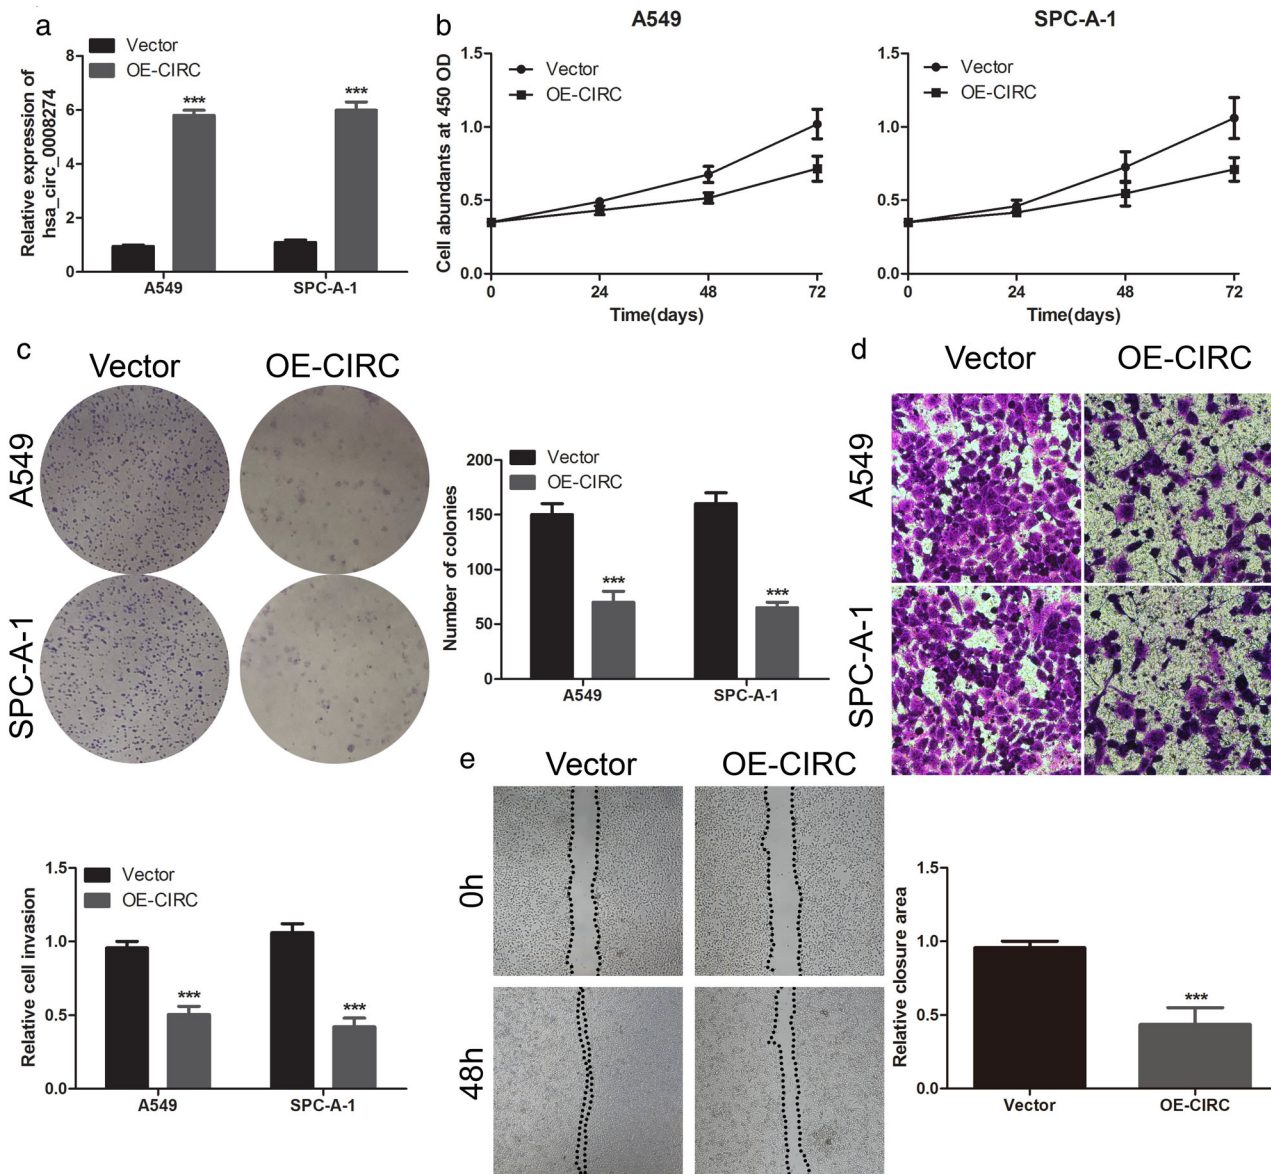 a
Vector
OE-CIRC
Relative expression of
hsa_circ_0008274
8
6
4
2
0
***
***
A549
SPC-A-1
b
A549
Vector
OE-CIRC
Cell abundants at 450 OD
1.5
1.0
0.5
0.0
0
24
48
72
Time(days)
SPC-A-1
Vector
OE-CIRC
1.5
1.0
0.5
0.0
0
24
48
72
Time(days)
c
Vector
OE-CIRC
A549
SPC-A-1
Vector
OE-CIRC
Number of colonies
200
150
100
50
0
***
***
A549
SPC-A-1
d
Vector
OE-CIRC
A549
SPC-A-1
Vector
OE-CIRC
Relative cell invasion
1.5
1.0
0.5
0.0
***
***
A549
SPC-A-1
e
Vector
OE-CIRC
0h
48h
Relative closure area
1.5
1.0
0.5
0.0
***
Vector
OE-CIRC